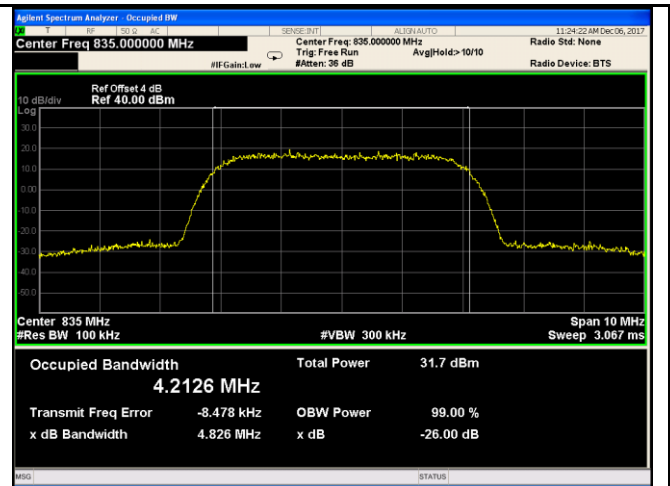 Agilent Spectrum Analyzer - Occupied BW
T RF 50 Ω AC SENSE:INT ALIGN AUTO 11:24:22 AM Dec 06, 2017
Center Freq 835.000000 MHz Center Freq: 835.000000 MHz Radio Std: None
Trig: Free Run Avg|Hold:> 10/10
#IFGain:Low #Atten: 36 dB Radio Device: BTS
Ref Offset 4 dB
10 dB/div Ref 40.00 dBm
Log
30.0
20.0
10.0
0.00
-10.0
-20.0
-30.0
-40.0
-50.0
Center 835 MHz Span 10 MHz
#Res BW 100 kHz #VBW 300 kHz Sweep 3.067 ms
Occupied Bandwidth Total Power 31.7 dBm
4.2126 MHz
Transmit Freq Error -8.478 kHz OBW Power 99.00 %
x dB Bandwidth 4.826 MHz x dB -26.00 dB
MSG STATUS